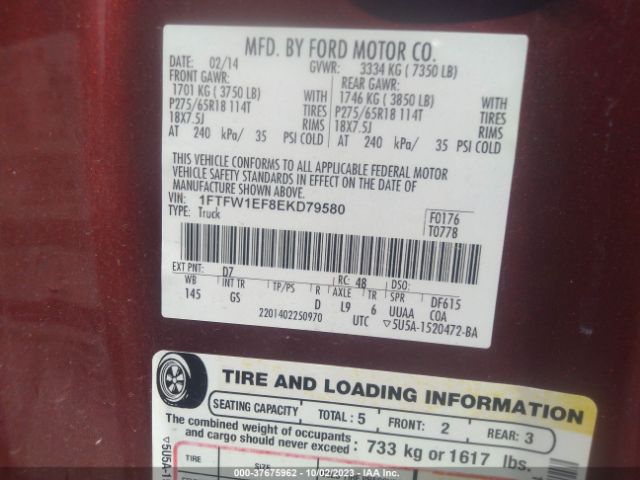 MFD. BY FORD MOTOR CO.
DATE: 02/14 GVWR: 3334 KG ( 7350 LB)
FRONT GAWR: REAR GAWR:
1701 KG ( 3750 LB) WITH 1746 KG ( 3850 LB) WITH
P275/65R18 114T TIRES P275/65R18 114T TIRES
18X7.5J RIMS 18X7.5J RIMS
AT 240 kPa/ 35 PSI COLD AT 240 kPa/ 35 PSI COLD
THIS VEHICLE CONFORMS TO ALL APPLICABLE FEDERAL MOTOR
VEHICLE SAFETY STANDARDS IN EFFECT ON THE DATE OF
MANUFACTURE SHOWN ABOVE.
VIN: 1FTFW1EF8EKD79580
TYPE: Truck
F0176
T0778
EXT PNT: D7 RC: 48 DSO:
WB INT TR TP/PS R AXLE TR SPR DF615
145 GS D L9 6 UUAA COA
2201402250970 UTC ▽5U5A-1520472-BA
TIRE AND LOADING INFORMATION
SEATING CAPACITY TOTAL : 5 FRONT: 2 REAR: 3
The combined weight of occupants
and cargo should never exceed : 733 kg or 1617 lbs.
TIRE SIZE
▽5U5A-1
000-37675962 - 10/02/2023 - IAAI.com